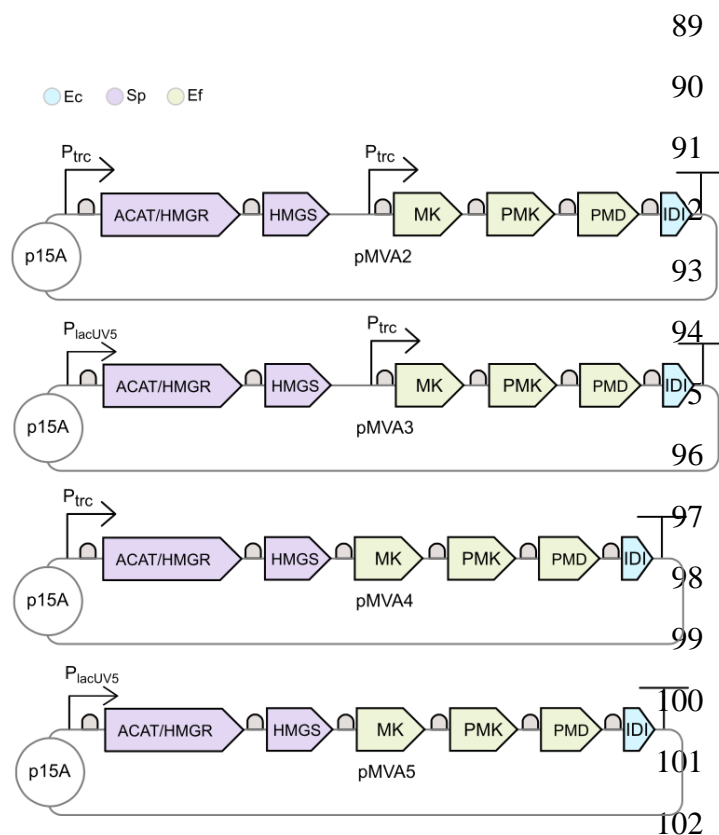 89
90
Ec Sp Ef
91
Ptrc Ptrc
ACAT/HMGR HMGS MK PMK PMD IDI 2
p15A
pMVA2
93
PlacUV5 Ptrc
94
ACAT/HMGR HMGS MK PMK PMD IDI 5
p15A
pMVA3
96
Ptrc
97
ACAT/HMGR HMGS MK PMK PMD IDI
98
p15A
pMVA4
99
PlacUV5
100
ACAT/HMGR HMGS MK PMK PMD IDI
101
p15A
pMVA5
102